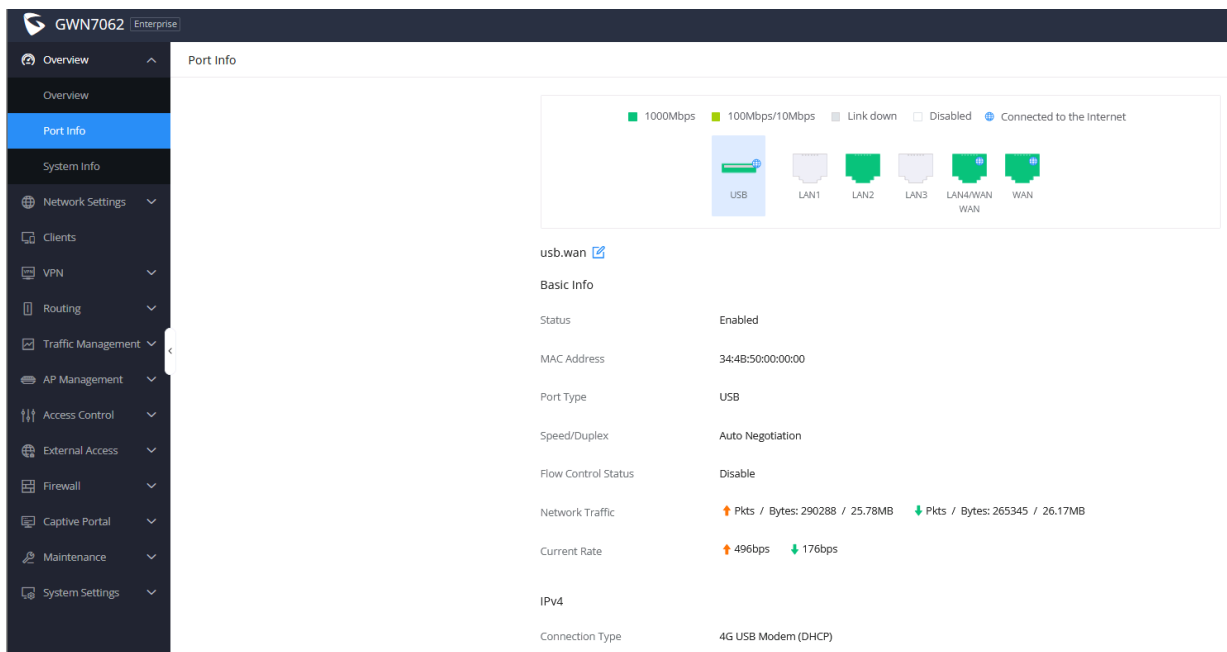 GWN7062 Enterprise
Overview
Overview
Port Info
System Info
Network Settings
Clients
VPN
Routing
Traffic Management
AP Management
Access Control
External Access
Firewall
Captive Portal
Maintenance
System Settings
Port Info
1000Mbps 100Mbps/10Mbps Link down Disabled Connected to the Internet
USB LAN1 LAN2 LAN3 LAN4/WAN WAN
WAN
usb.wan
Basic Info
Status Enabled
MAC Address 34:4B:50:00:00:00
Port Type USB
Speed/Duplex Auto Negotiation
Flow Control Status Disable
Network Traffic Pkts / Bytes: 290288 / 25.78MB Pkts / Bytes: 265345 / 26.17MB
Current Rate 496bps 176bps
IPv4
Connection Type 4G USB Modem (DHCP)